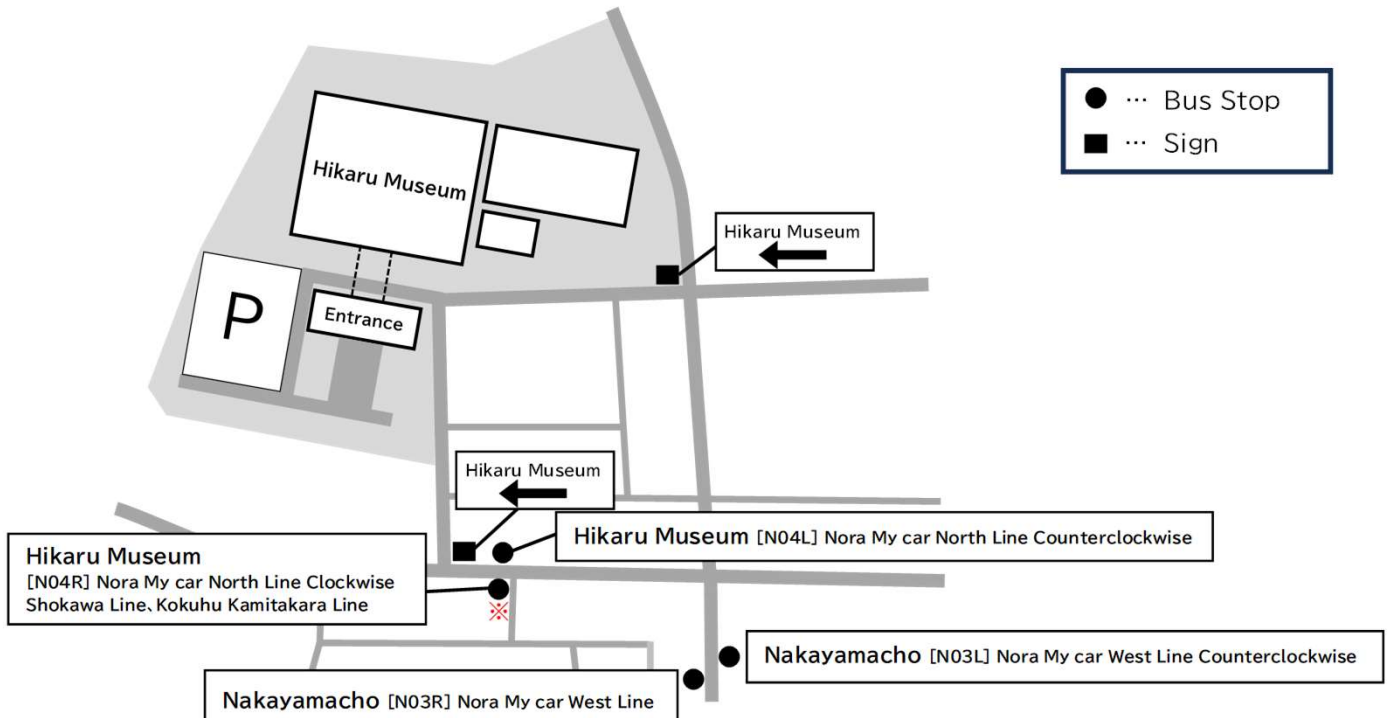 ● … Bus Stop
■ … Sign
Hikaru Museum
Hikaru Museum
P
Entrance
Hikaru Museum
Hikaru Museum [N04L] Nora My car North Line Counterclockwise
Hikaru Museum
[N04R] Nora My car North Line Clockwise
Shokawa Line、Kokuhu Kamitakara Line
※
Nakayamacho [N03L] Nora My car West Line Counterclockwise
Nakayamacho [N03R] Nora My car West Line